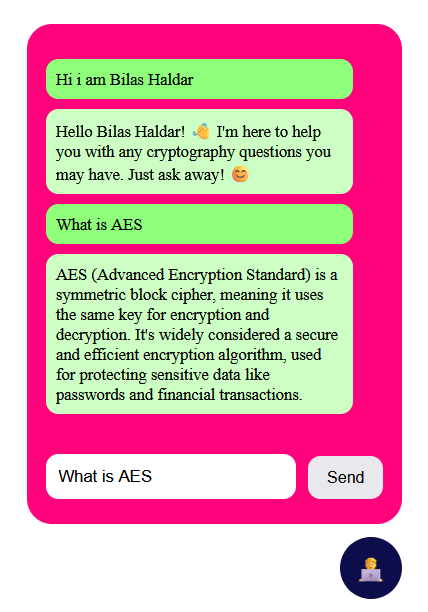 Hi i am Bilas Haldar
Hello Bilas Haldar! 👋 I'm here to help
you with any cryptography questions you
may have. Just ask away! 😊
What is AES
AES (Advanced Encryption Standard) is a
symmetric block cipher, meaning it uses
the same key for encryption and
decryption. It's widely considered a secure
and efficient encryption algorithm, used
for protecting sensitive data like
passwords and financial transactions.
What is AES
Send